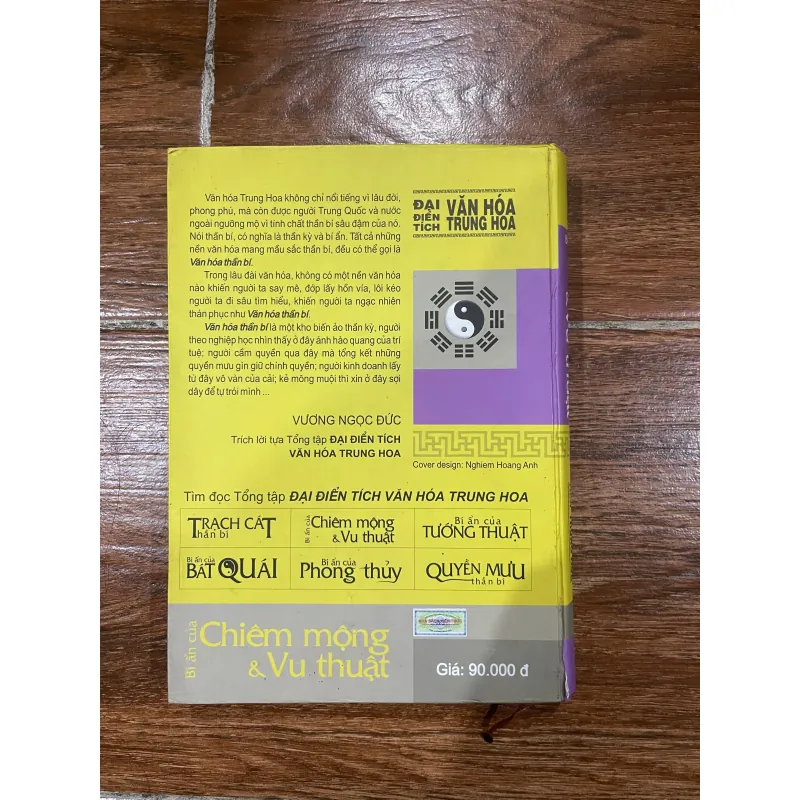 Văn hóa Trung Hoa không chỉ nổi tiếng vì lâu đời,
phong phú, mà còn được người Trung Quốc và nước
ngoài ngưỡng mộ vì tính chất thần bí sâu đậm của nó.
Nói thần bí, có nghĩa là thần kỳ và bí ẩn. Tất cả những
nền văn hóa mang mầu sắc thần bí, đều có thể gọi là
Văn hóa thần bí.
Trong lâu đài văn hóa, không có một nền văn hóa
nào khiến người ta say mê, đớp lấy hồn vía, lôi kéo
người ta đi sâu tìm hiểu, khiến người ta ngạc nhiên
thán phục như Văn hóa thần bí.
Văn hóa thần bí là một kho biến ảo thần kỳ, người
theo nghiệp học nhìn thấy ở đây ánh hào quang của trí
tuệ; người cầm quyền qua đây mà tổng kết những
quyền mưu gìn giữ chính quyền; người kinh doanh lấy
từ đây vô vàn của cải; kẻ mông muội thì xin ở đây sợi
dây để tự trói mình ...
VƯƠNG NGỌC ĐỨC
Trích lời tựa Tổng tập ĐẠI ĐIỂN TÍCH
VĂN HÓA TRUNG HOA
ĐẠI
ĐIỂN
TÍCH
VĂN HÓA
TRUNG HOA
Cover design: Nghiem Hoang Anh
Tìm đọc Tổng tập ĐẠI ĐIỂN TÍCH VĂN HÓA TRUNG HOA
TRẠCH CÁT
thần bí
Bí ẩn của
Chiêm mộng
& Vu thuật
Bí ẩn của
TƯỚNG THUẬT
Bí ẩn của
BÁT QUÁI
Bí ẩn của
Phong thủy
QUYỀN MƯU
thần bí
Bí ẩn của
Chiêm mộng
& Vu thuật
Giá: 90.000 đ